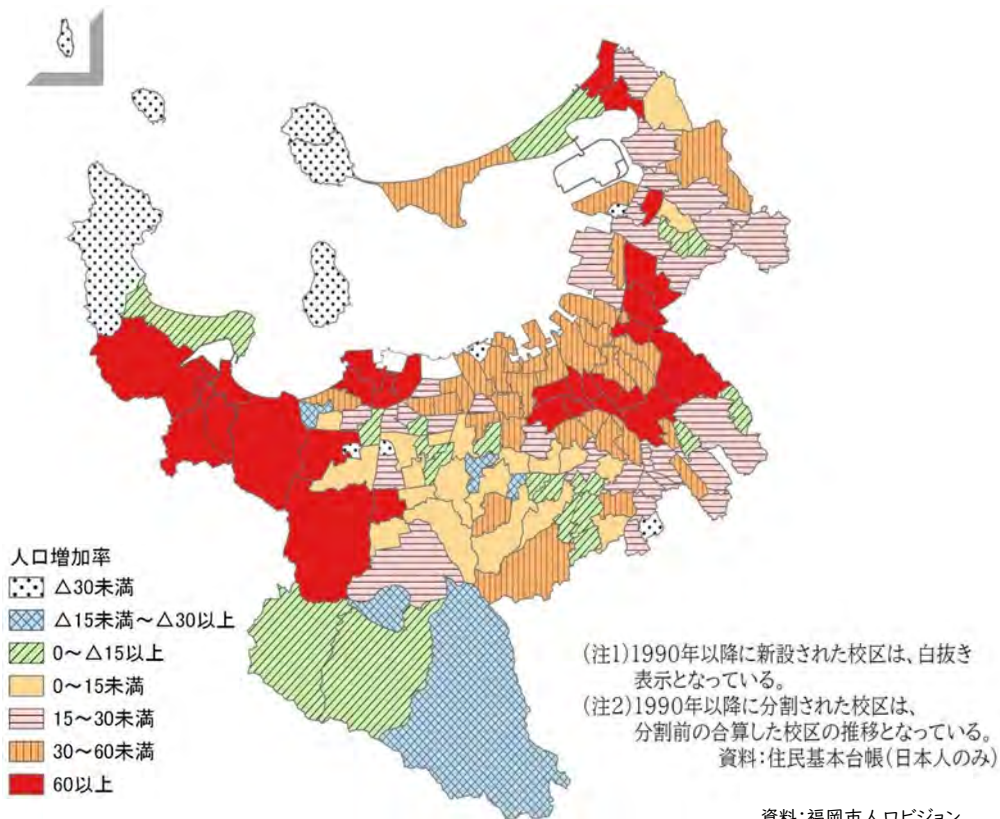 人口増加率
△30未満
△15未満～△30以上
0～△15以上
0～15未満
15～30未満
30～60未満
60以上
(注1)1990年以降に新設された校区は、白抜き
表示となっている。
(注2)1990年以降に分割された校区は、
分割前の合算した校区の推移となっている。
資料:住民基本台帳(日本人のみ)
資料:福岡市人口ビジョン